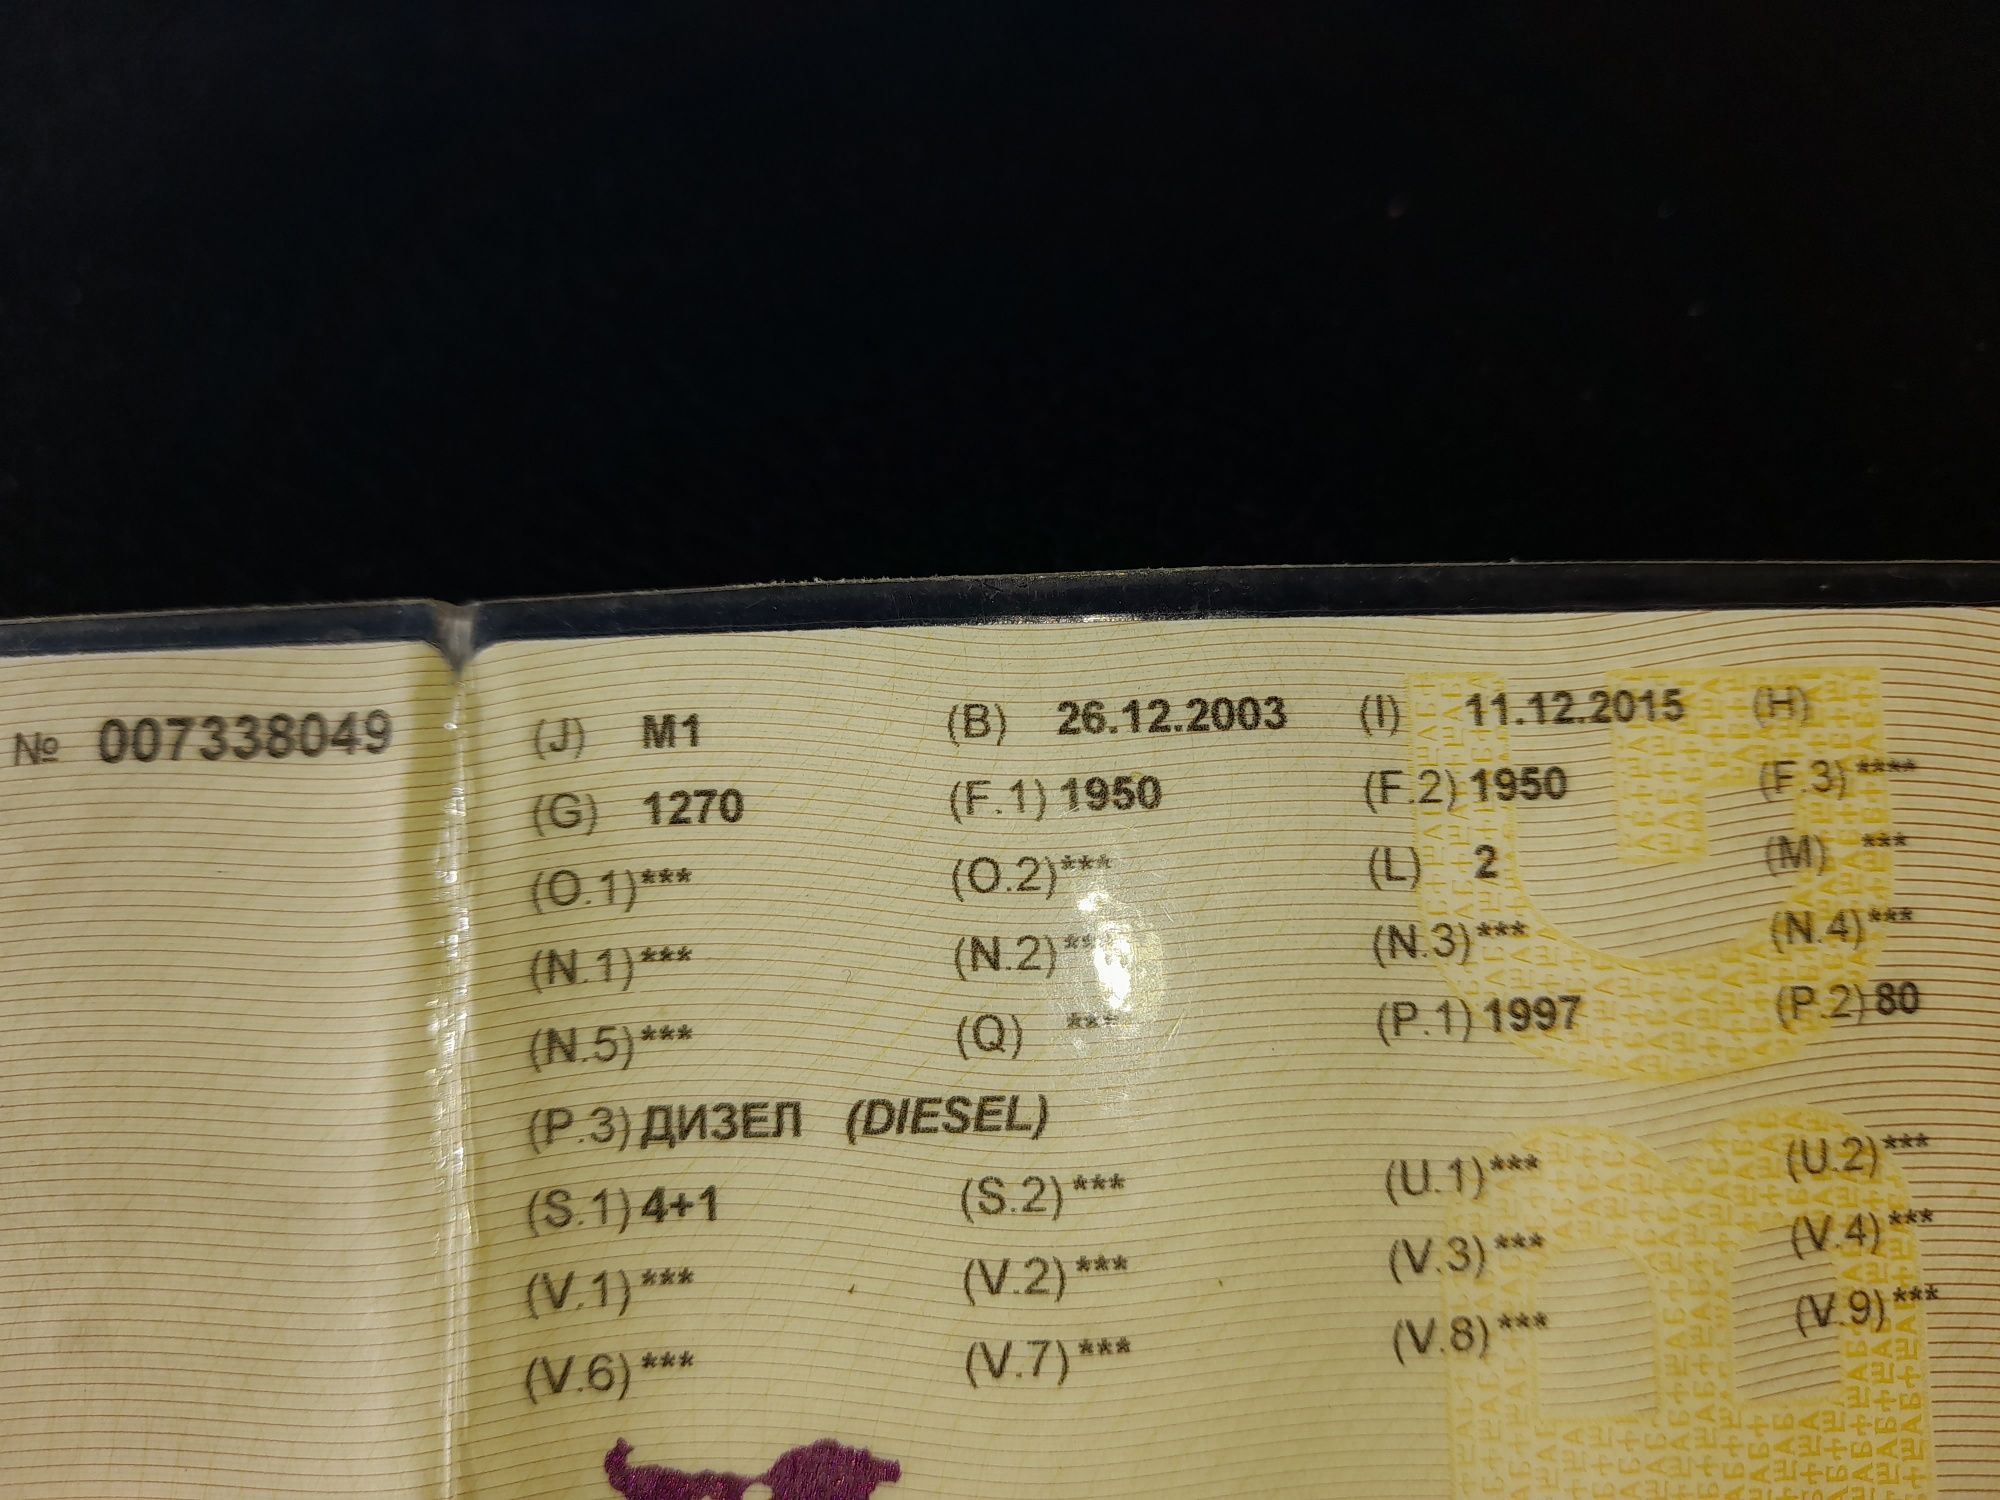 № 007338049
(J) M1 (B) 26.12.2003 (I) 11.12.2015 (H)
(G) 1270 (F.1) 1950 (F.2) 1950 (F.3) ****
(O.1) *** (O.2) *** (L) 2 (M) ***
(N.1) *** (N.2) *** (N.3) *** (N.4) ***
(N.5) *** (Q) *** (P.1) 1997 (P.2) 80
(P.3) ДИЗЕЛ (DIESEL)
(S.1) 4+1 (S.2) *** (U.1) *** (U.2) ***
(V.1) *** (V.2) *** (V.3) *** (V.4) ***
(V.6) *** (V.7) *** (V.8) *** (V.9) ***